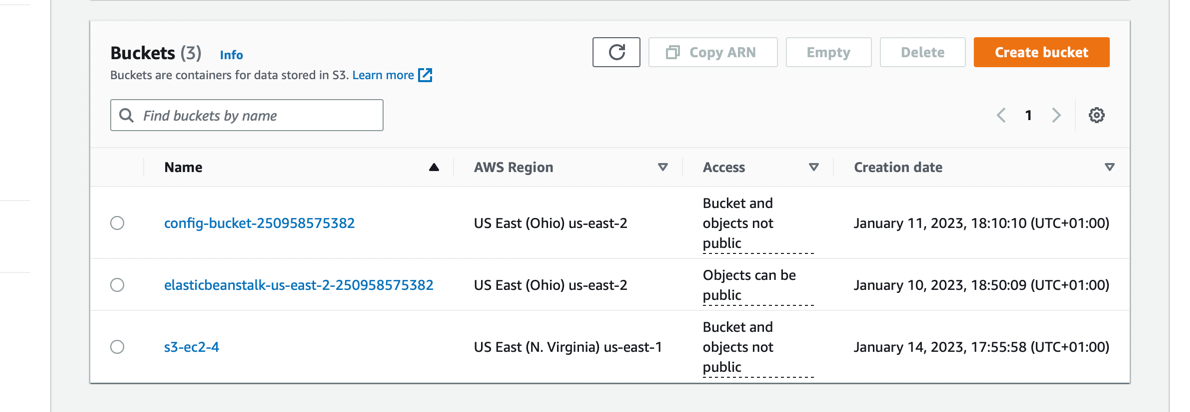 Buckets (3) Info
Buckets are containers for data stored in S3. Learn more
Copy ARN
Empty
Delete
Create bucket
Find buckets by name
1
Name AWS Region Access Creation date
config-bucket-250958575382 US East (Ohio) us-east-2 Bucket and objects not public January 11, 2023, 18:10:10 (UTC+01:00)
elasticbeanstalk-us-east-2-250958575382 US East (Ohio) us-east-2 Objects can be public January 10, 2023, 18:50:09 (UTC+01:00)
s3-ec2-4 US East (N. Virginia) us-east-1 Bucket and objects not public January 14, 2023, 17:55:58 (UTC+01:00)